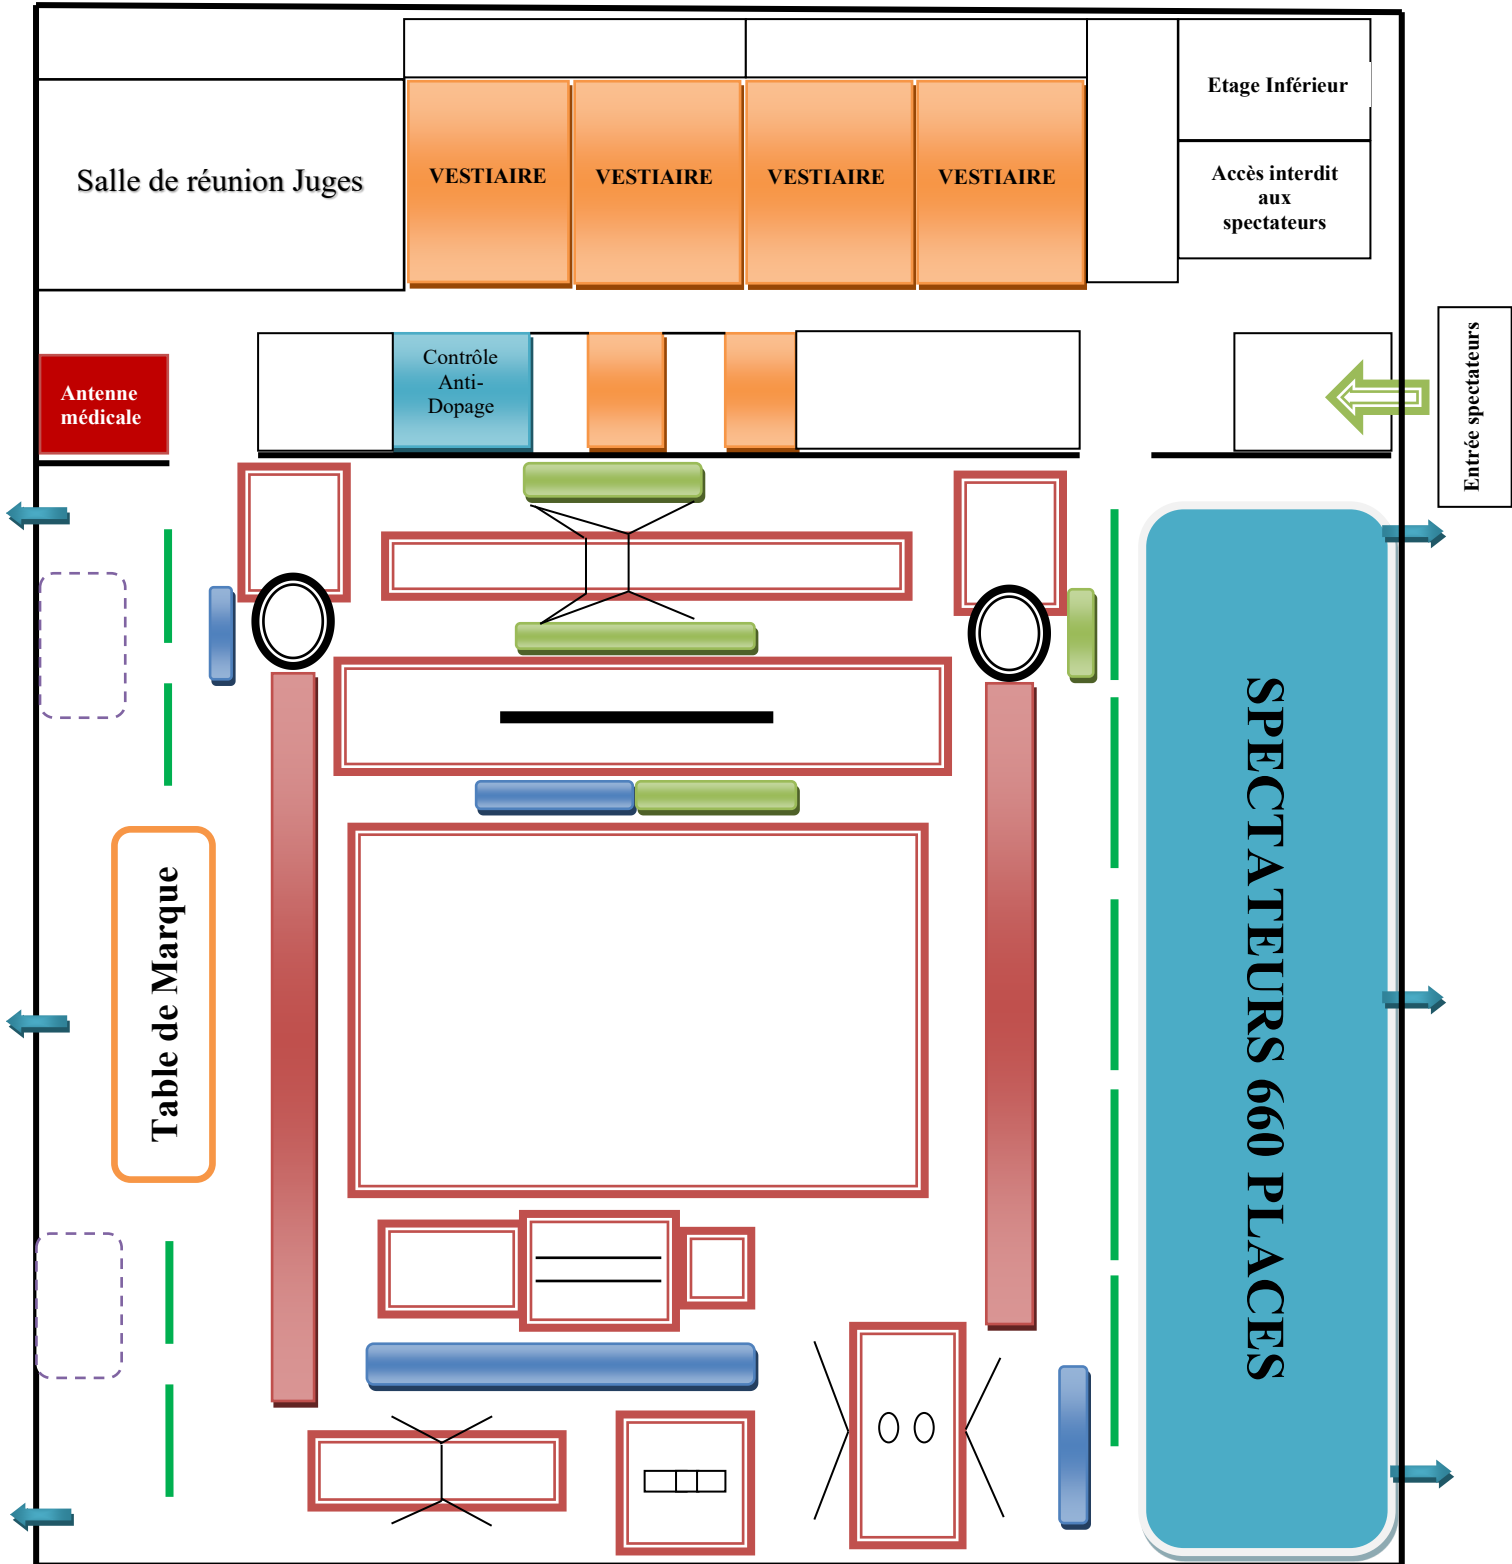 Etage Inférieur
Salle de réunion Juges
VESTIAIRE
VESTIAIRE
VESTIAIRE
VESTIAIRE
Accès interdit
aux
spectateurs
Entrée spectateurs
Contrôle
Anti-
Dopage
Antenne
médicale
SPECTATEURS 660 PLACES
Table de Marque